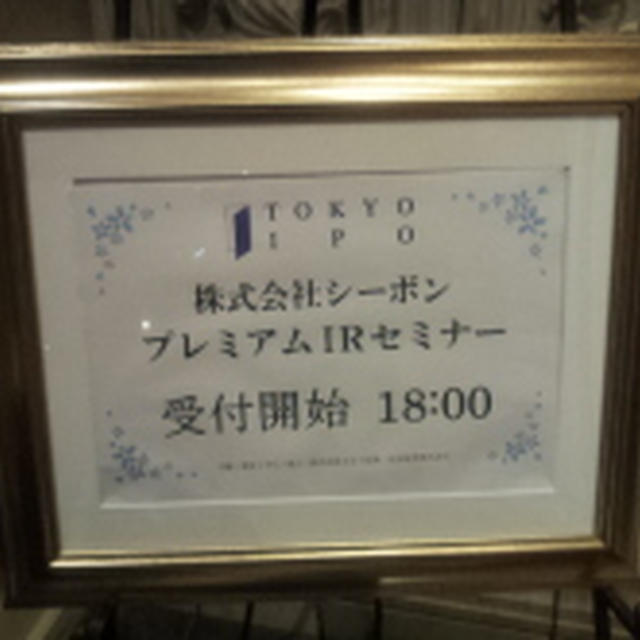 TOKYO
IPO
株式会社シーボン
プレミアムIRセミナー
受付開始 18:00